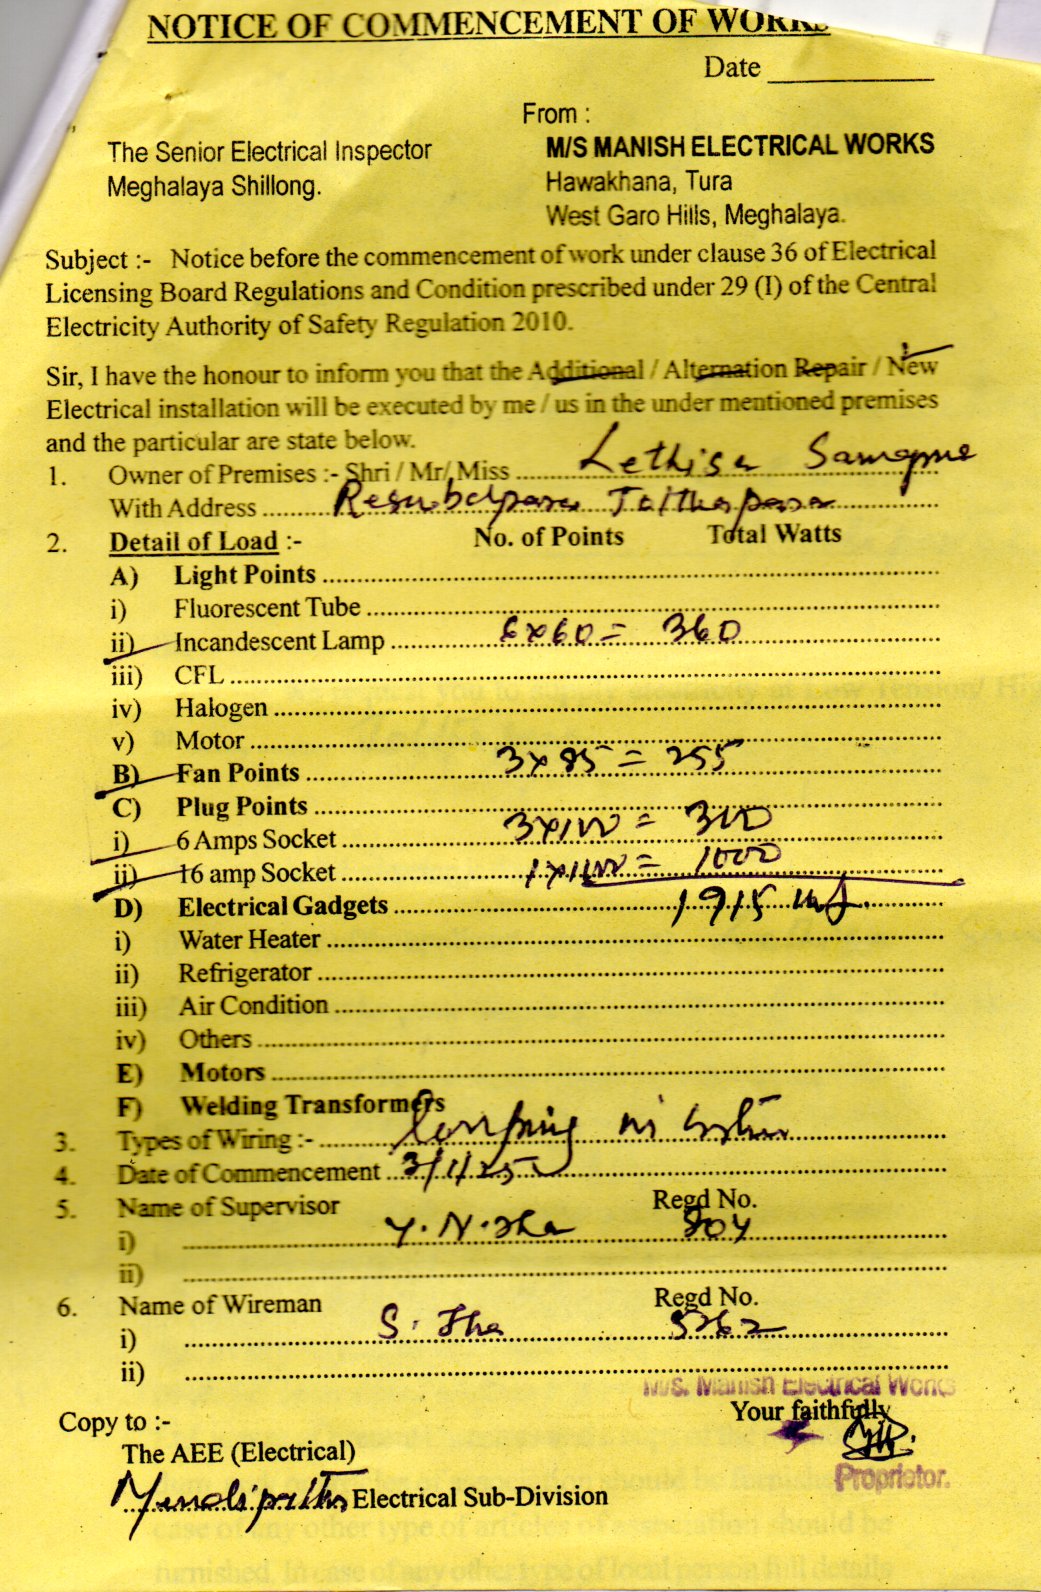 NOTICE OF COMMENCEMENT OF WORKS
Date
From :
The Senior Electrical Inspector
Meghalaya Shillong.
M/S MANISH ELECTRICAL WORKS
Hawakhana, Tura
West Garo Hills, Meghalaya.
Subject :- Notice before the commencement of work under clause 36 of Electrical
Licensing Board Regulations and Condition prescribed under 29 (I) of the Central
Electricity Authority of Safety Regulation 2010.
Sir, I have the honour to inform you that the Additional / Alternation Repair / New
Electrical installation will be executed by me / us in the under mentioned premises
and the particular are state below.
1. Owner of Premises :- Shri / Mr/ Miss Lethisa
With Address Resubelpara
2. Detail of Load :- No. of Points Total Watts
A) Light Points
i) Fluorescent Tube
ii) Incandescent Lamp 6x60 = 360
iii) CFL
iv) Halogen
v) Motor
B) Fan Points 3x85 = 255
C) Plug Points
i) 6 Amps Socket 3x100 = 300
ii) 16 amp Socket = 1000
D) Electrical Gadgets 1915
i) Water Heater
ii) Refrigerator
iii) Air Condition
iv) Others
E) Motors
F) Welding Transformers
3. Types of Wiring :-
4. Date of Commencement 3/1/25
5. Name of Supervisor Regd No.
i) Y. N. Jha 804
ii)
6. Name of Wireman Regd No.
i) S. Jha 5262
ii)
M/s. Manish Electrical Works
Copy to :- Your faithfully
The AEE (Electrical)
Proprietor.
Mendipathar Electrical Sub-Division